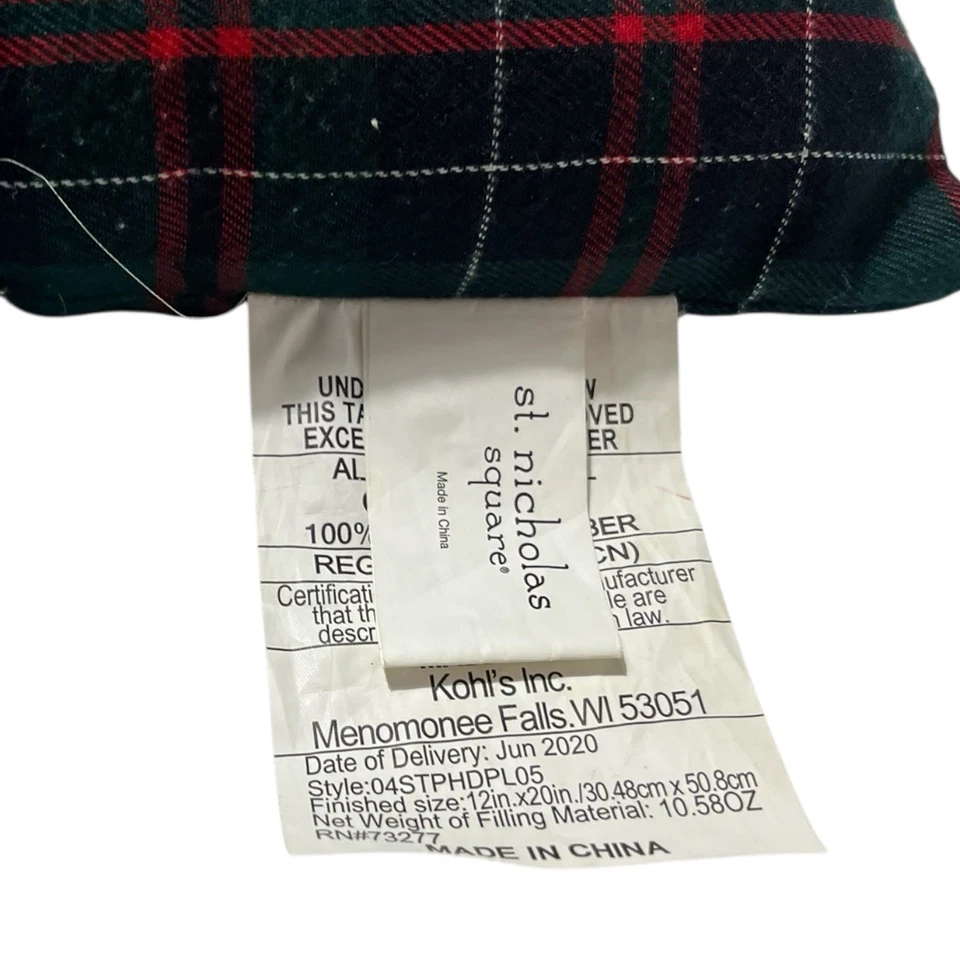 st. nicholas
square®
Made in China
UND W
THIS TA VED
EXCE ER
AL
100% BER
REG CN)
Certificati ufacturer
that th le are
descr law.
Kohl's Inc.
Menomonee Falls.WI 53051
Date of Delivery: Jun 2020
Style:04STPHDPL05
Finished size:12in.x20in./30.48cm x 50.8cm
Net Weight of Filling Material: 10.58OZ
RN#73277
MADE IN CHINA